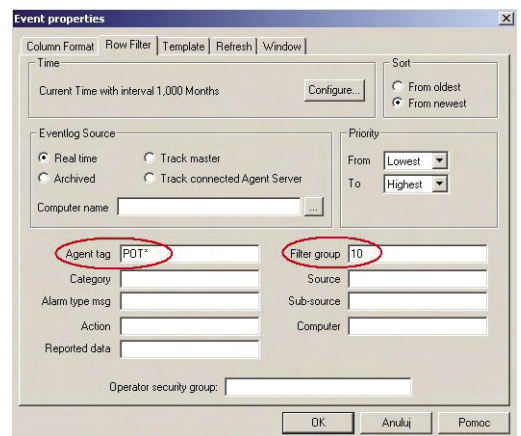 Event properties
Column Format Row Filter Template Refresh Window
Time
Current Time with interval 1,000 Months
Configure...
Sort
From oldest
From newest
Eventlog Source
Real time
Track master
Archived
Track connected Agent Server
Computer name
...
Priority
From Lowest
To Highest
Agent tag POT*
Filter group 10
Category
Source
Alarm type msg
Sub-source
Action
Computer
Reported data
Operator security group:
OK Anuluj Pomoc